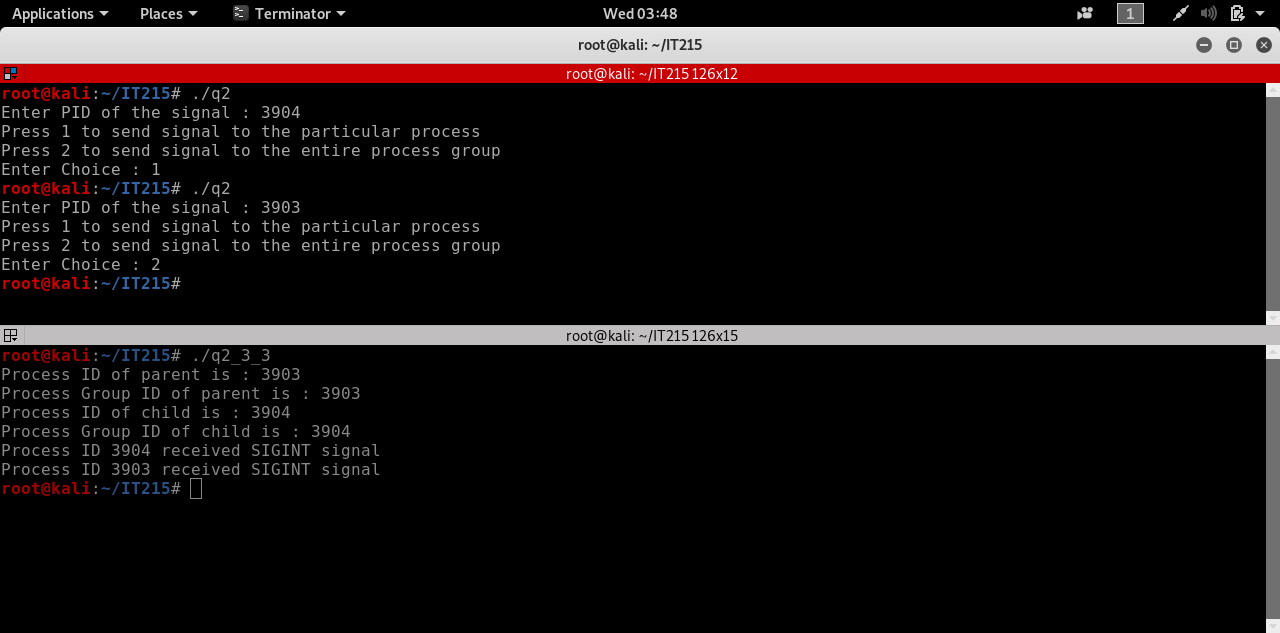 Applications Places Terminator Wed 03:48 1
root@kali: ~/IT215
root@kali: ~/IT215 126x12
root@kali:~/IT215# ./q2
Enter PID of the signal : 3904
Press 1 to send signal to the particular process
Press 2 to send signal to the entire process group
Enter Choice : 1
root@kali:~/IT215# ./q2
Enter PID of the signal : 3903
Press 1 to send signal to the particular process
Press 2 to send signal to the entire process group
Enter Choice : 2
root@kali:~/IT215#
root@kali: ~/IT215 126x15
root@kali:~/IT215# ./q2_3_3
Process ID of parent is : 3903
Process Group ID of parent is : 3903
Process ID of child is : 3904
Process Group ID of child is : 3904
Process ID 3904 received SIGINT signal
Process ID 3903 received SIGINT signal
root@kali:~/IT215#